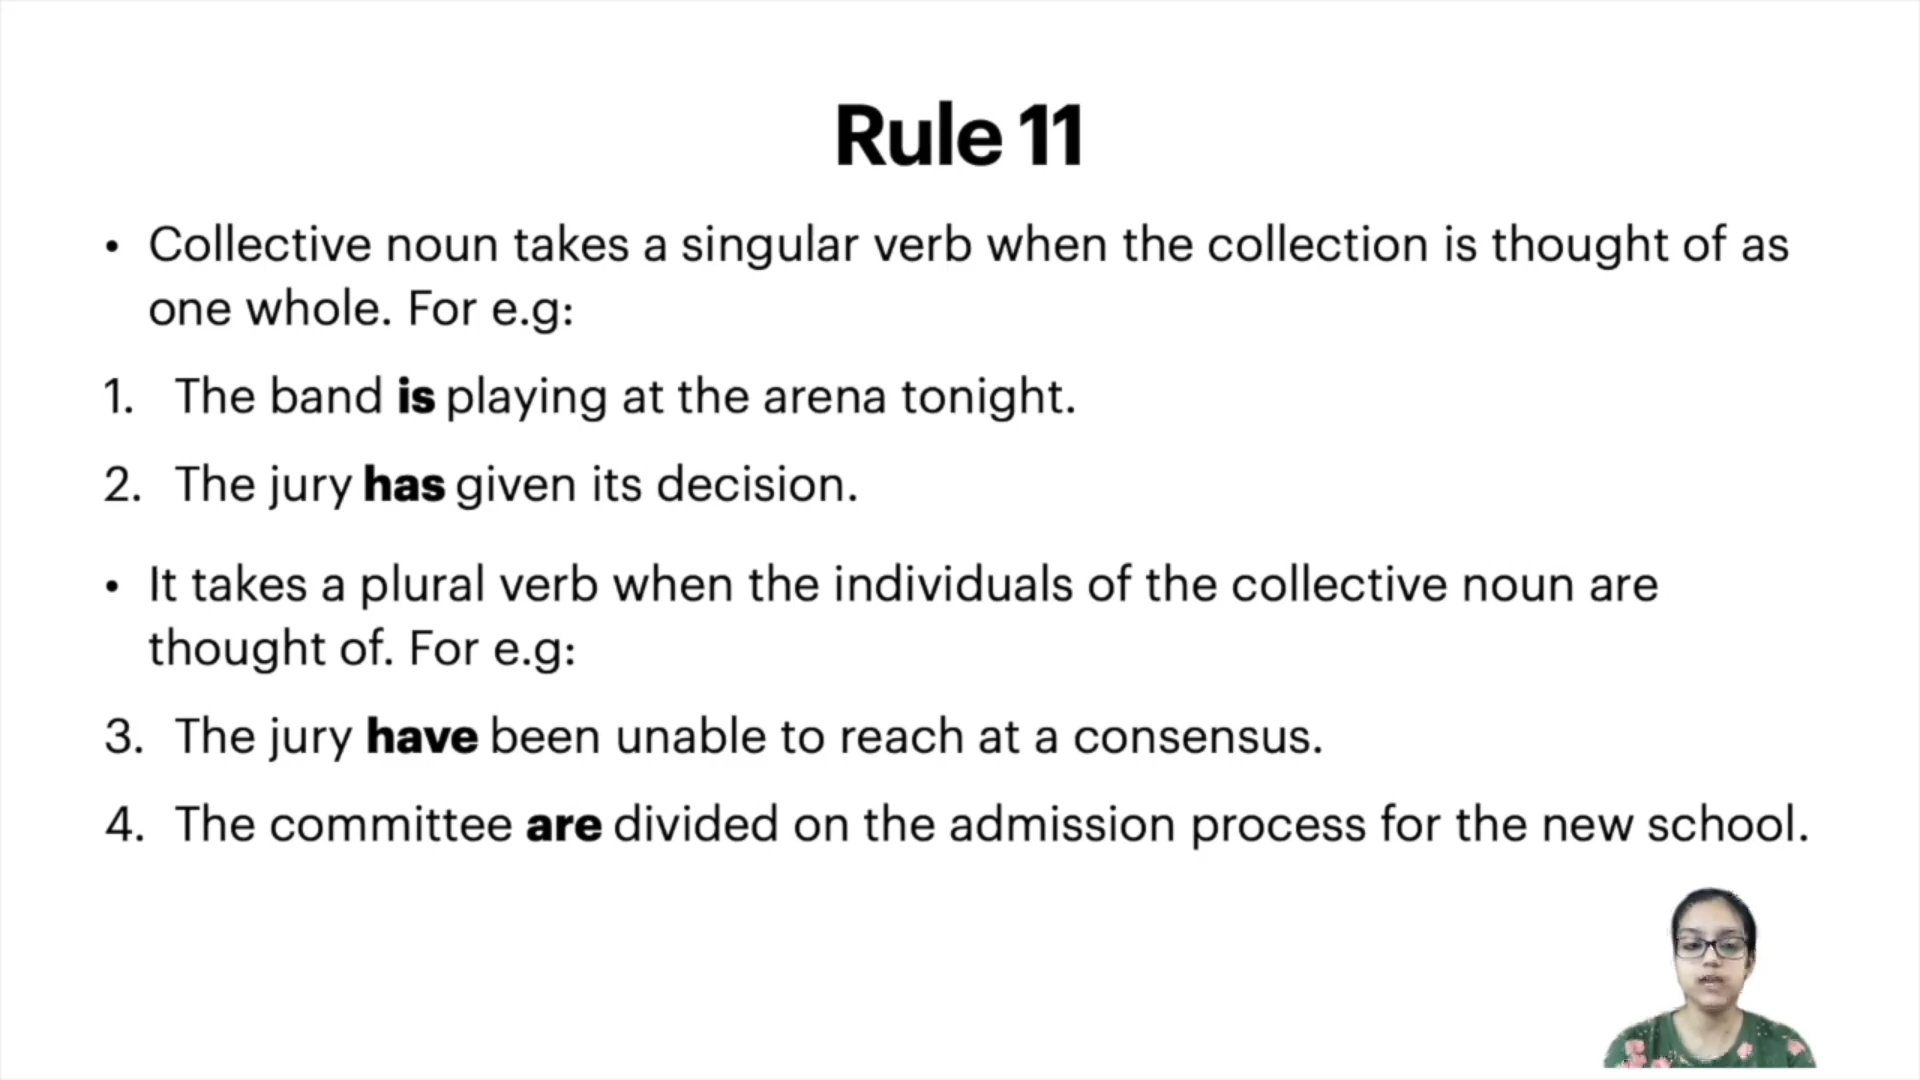 Rule 11
• Collective noun takes a singular verb when the collection is thought of as
one whole. For e.g:
1. The band is playing at the arena tonight.
2. The jury has given its decision.
• It takes a plural verb when the individuals of the collective noun are
thought of. For e.g:
3. The jury have been unable to reach at a consensus.
4. The committee are divided on the admission process for the new school.